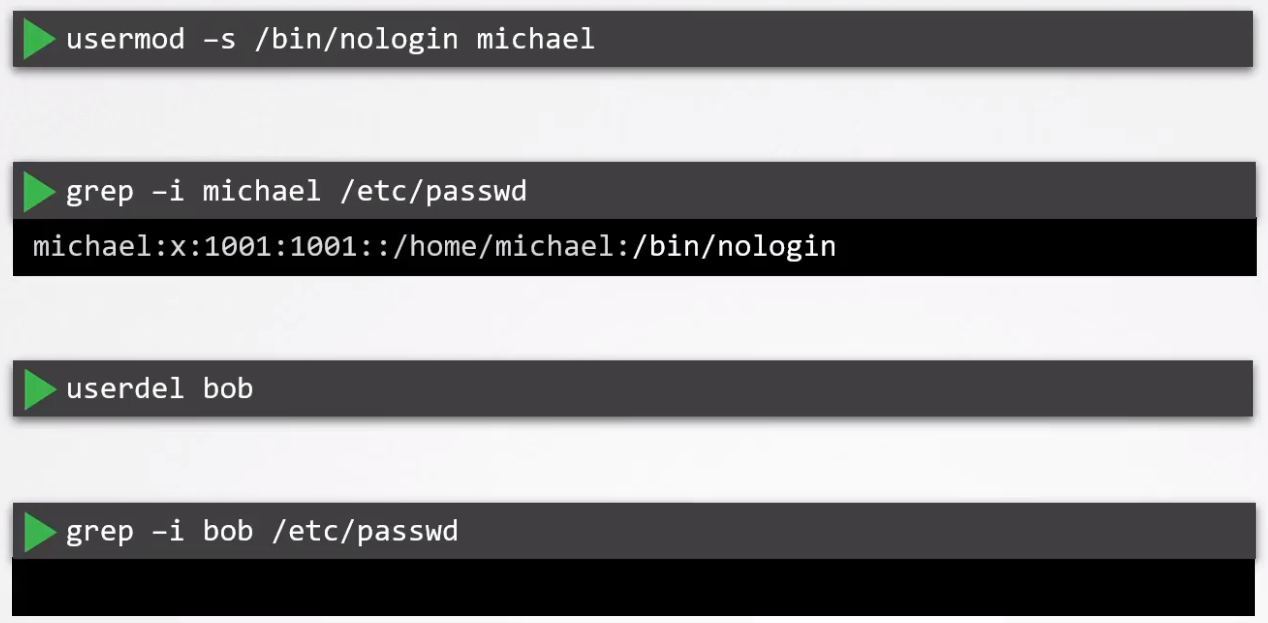 usermod –s /bin/nologin michael
grep –i michael /etc/passwd
michael:x:1001:1001::/home/michael:/bin/nologin
userdel bob
grep –i bob /etc/passwd